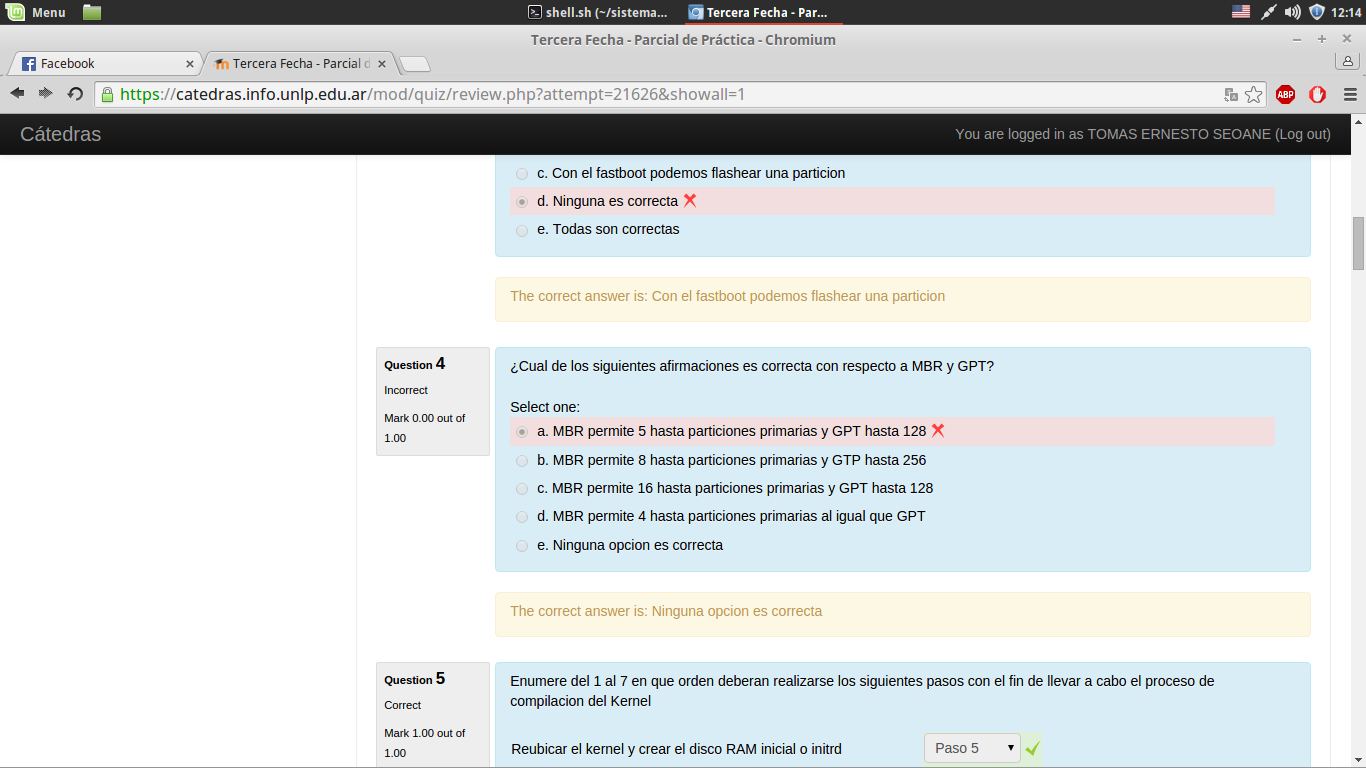 Menu
shell.sh (~/sistema...
Tercera Fecha - Par...
12:14
Tercera Fecha - Parcial de Práctica - Chromium
Facebook
Tercera Fecha - Parcial d
https://catedras.info.unlp.edu.ar/mod/quiz/review.php?attempt=21626&showall=1
ABP
Cátedras
You are logged in as TOMAS ERNESTO SEOANE (Log out)
c. Con el fastboot podemos flashear una particion
d. Ninguna es correcta
e. Todas son correctas
The correct answer is: Con el fastboot podemos flashear una particion
Question 4
Incorrect
Mark 0.00 out of
1.00
¿Cual de los siguientes afirmaciones es correcta con respecto a MBR y GPT?
Select one:
a. MBR permite 5 hasta particiones primarias y GPT hasta 128
b. MBR permite 8 hasta particiones primarias y GTP hasta 256
c. MBR permite 16 hasta particiones primarias y GPT hasta 128
d. MBR permite 4 hasta particiones primarias al igual que GPT
e. Ninguna opcion es correcta
The correct answer is: Ninguna opcion es correcta
Question 5
Correct
Mark 1.00 out of
1.00
Enumere del 1 al 7 en que orden deberan realizarse los siguientes pasos con el fin de llevar a cabo el proceso de
compilacion del Kernel
Reubicar el kernel y crear el disco RAM inicial o initrd
Paso 5